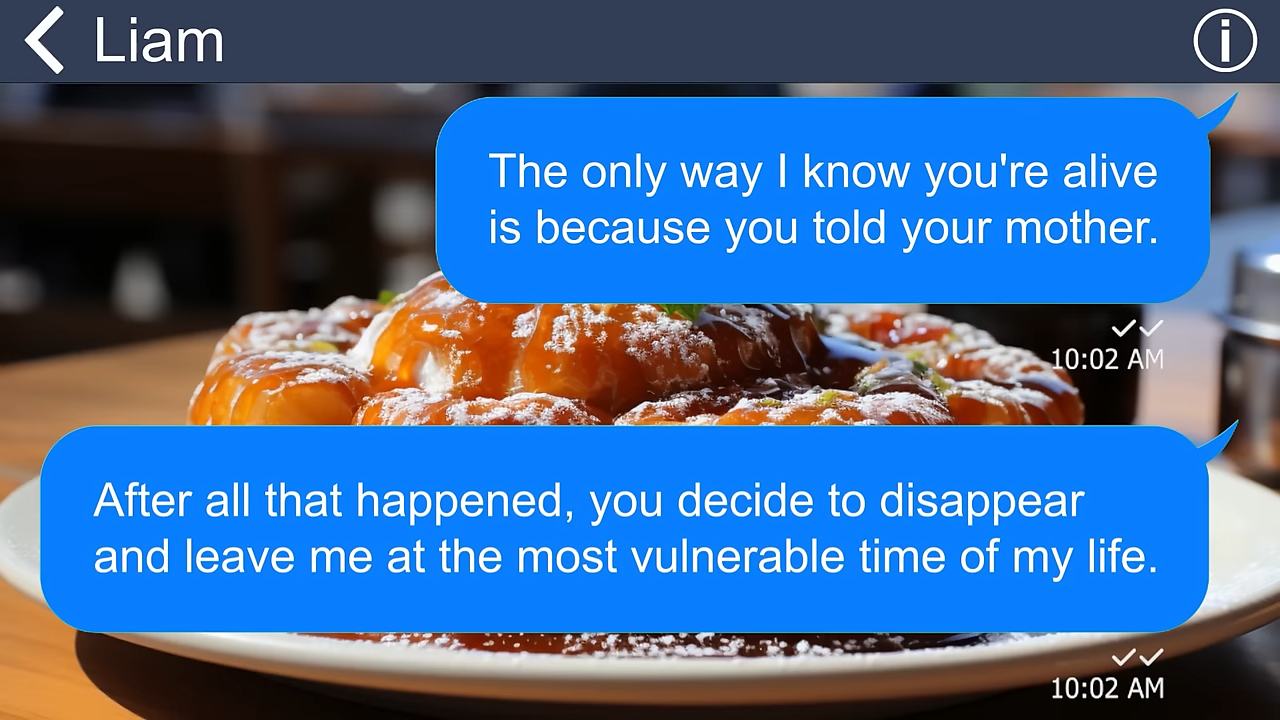 Liam
The only way I know you're alive
is because you told your mother.
10:02 AM
After all that happened, you decide to disappear
and leave me at the most vulnerable time of my life.
10:02 AM